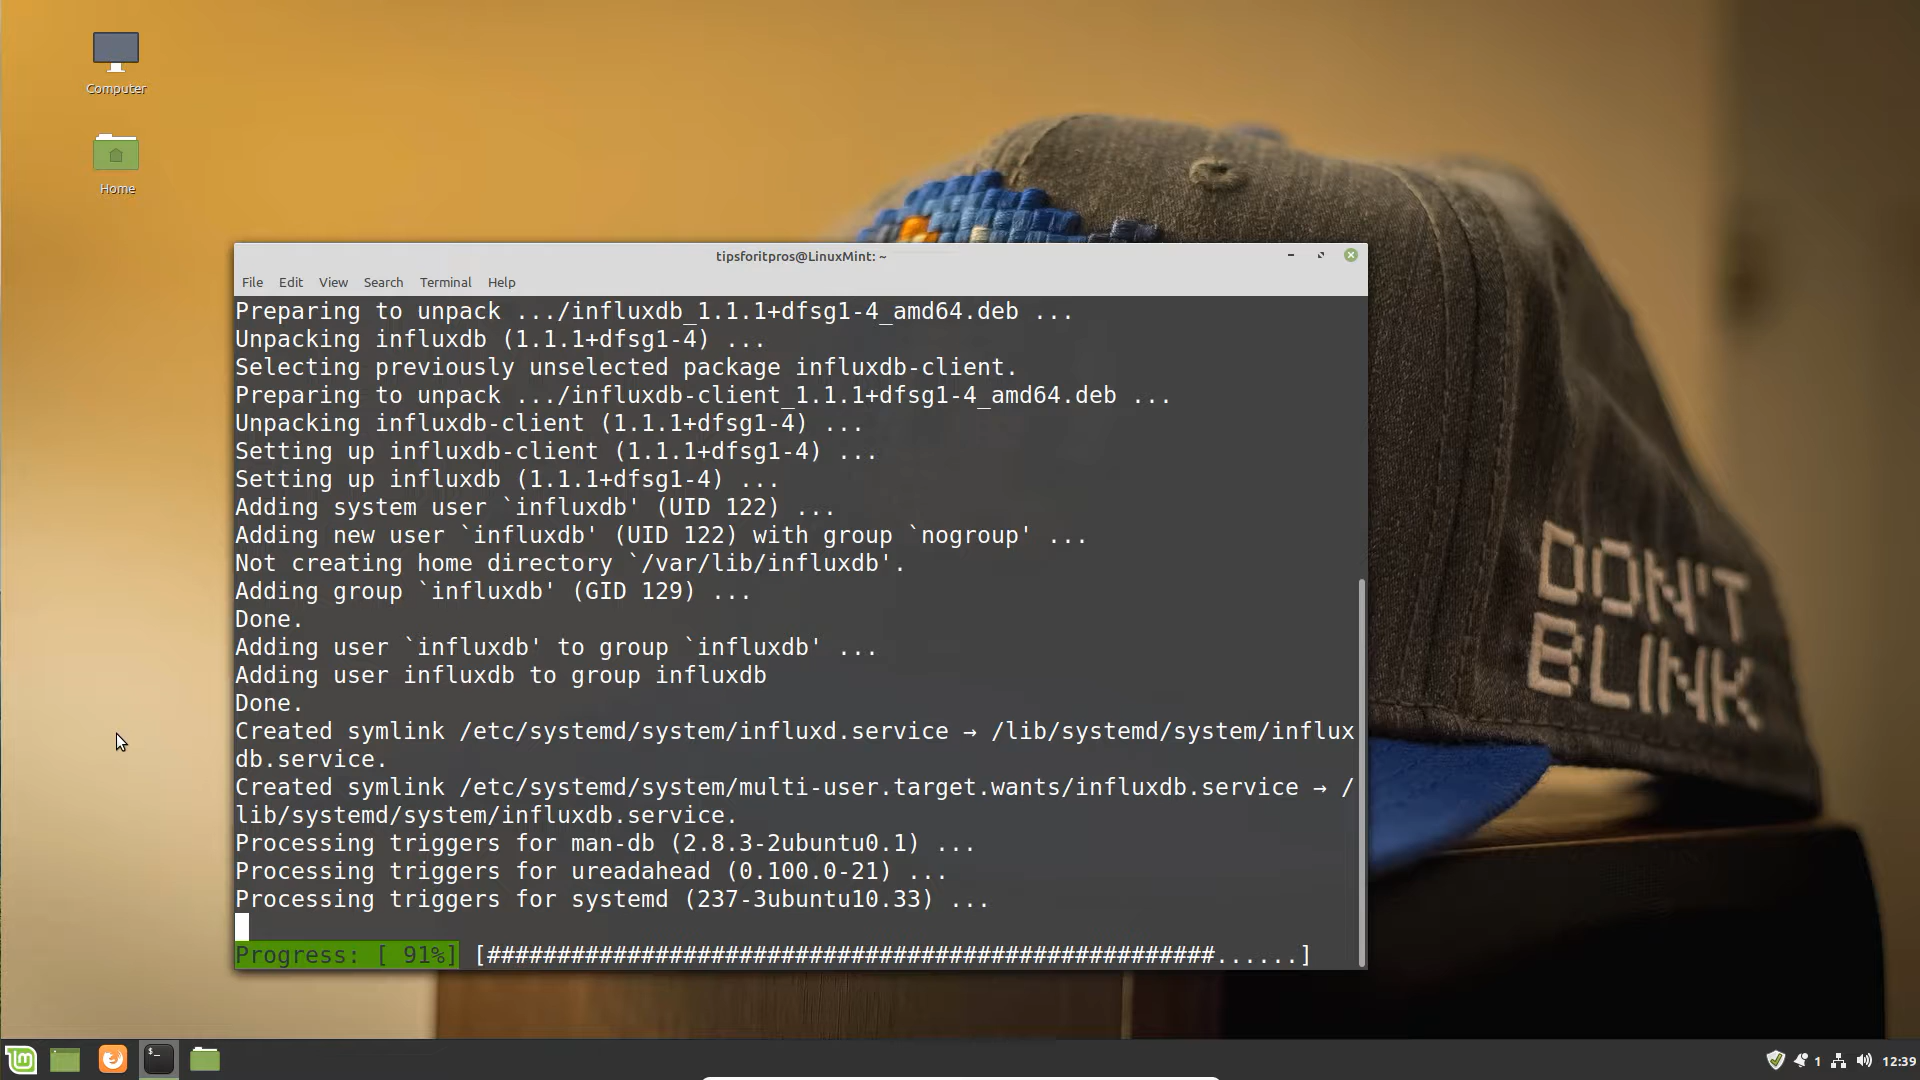 Computer
Home
tipsforitpros@LinuxMint: ~
File Edit View Search Terminal Help
Preparing to unpack .../influxdb_1.1.1+dfsg1-4_amd64.deb ...
Unpacking influxdb (1.1.1+dfsg1-4) ...
Selecting previously unselected package influxdb-client.
Preparing to unpack .../influxdb-client_1.1.1+dfsg1-4_amd64.deb ...
Unpacking influxdb-client (1.1.1+dfsg1-4) ...
Setting up influxdb-client (1.1.1+dfsg1-4) ...
Setting up influxdb (1.1.1+dfsg1-4) ...
Adding system user `influxdb' (UID 122) ...
Adding new user `influxdb' (UID 122) with group `nogroup' ...
Not creating home directory `/var/lib/influxdb'.
Adding group `influxdb' (GID 129) ...
Done.
Adding user `influxdb' to group `influxdb' ...
Adding user influxdb to group influxdb
Done.
Created symlink /etc/systemd/system/influxd.service → /lib/systemd/system/influx
db.service.
Created symlink /etc/systemd/system/multi-user.target.wants/influxdb.service → /
lib/systemd/system/influxdb.service.
Processing triggers for man-db (2.8.3-2ubuntu0.1) ...
Processing triggers for ureadahead (0.100.0-21) ...
Processing triggers for systemd (237-3ubuntu10.33) ...
Progress: [ 91%] [####################################################......]
DON'T
BLINK
1 12:39